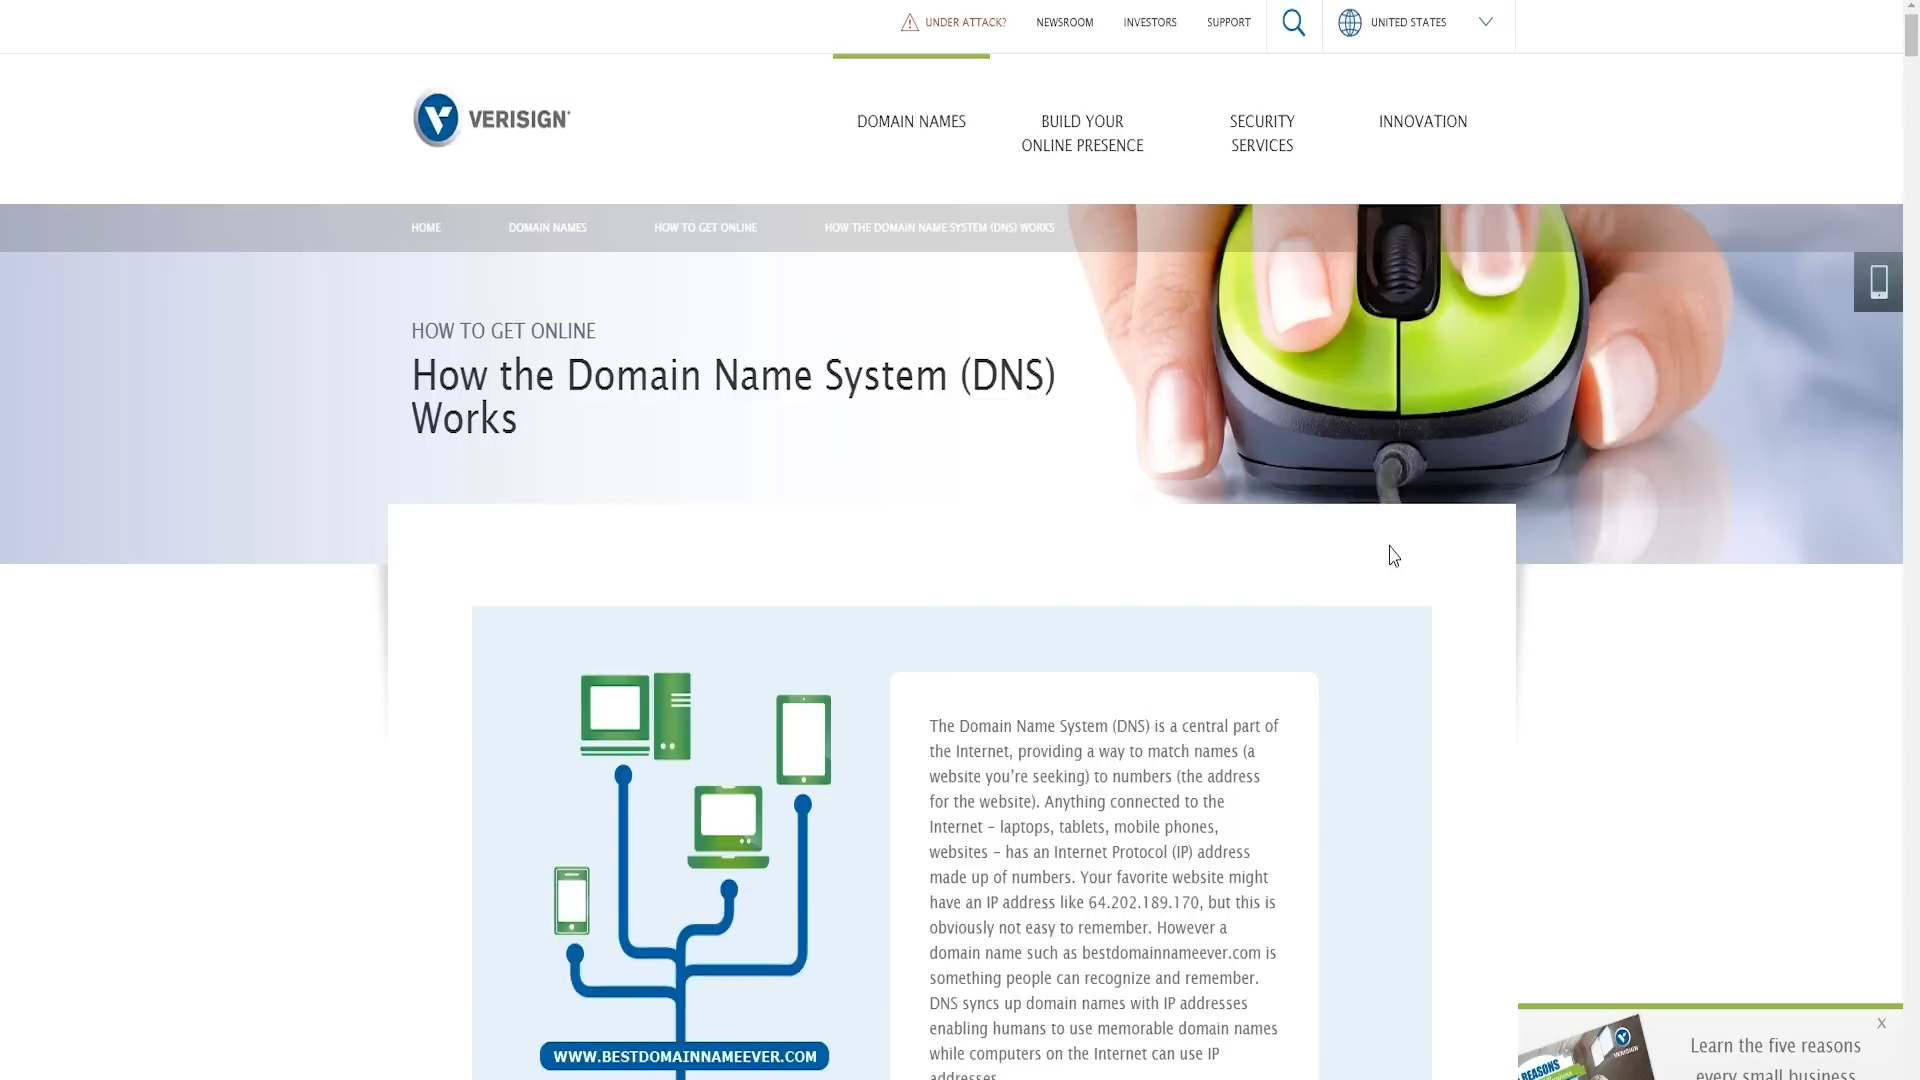 UNDER ATTACK?
NEWSROOM
INVESTORS
SUPPORT
UNITED STATES
VERISIGN
DOMAIN NAMES
BUILD YOUR
ONLINE PRESENCE
SECURITY
SERVICES
INNOVATION
HOME
DOMAIN NAMES
HOW TO GET ONLINE
HOW THE DOMAIN NAME SYSTEM (DNS) WORKS
HOW TO GET ONLINE
How the Domain Name System (DNS)
Works
The Domain Name System (DNS) is a central part of
the Internet, providing a way to match names (a
website you're seeking) to numbers (the address
for the website). Anything connected to the
Internet – laptops, tablets, mobile phones,
websites – has an Internet Protocol (IP) address
made up of numbers. Your favorite website might
have an IP address like 64.202.189.170, but this is
obviously not easy to remember. However a
domain name such as bestdomainnameever.com is
something people can recognize and remember.
DNS syncs up domain names with IP addresses
enabling humans to use memorable domain names
while computers on the Internet can use IP
addresses.
WWW.BESTDOMAINNAMEEVER.COM
X
VERISIGN
REASONS
Learn the five reasons
every small business